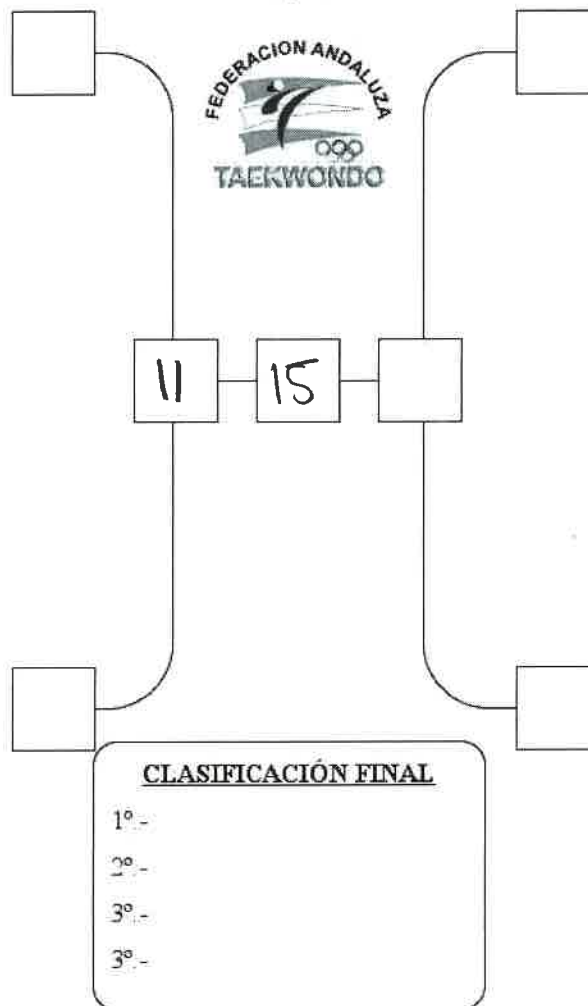 FEDERACION ANDALUZA
TAEKWONDO
11 15
CLASIFICACIÓN FINAL
1º.-
2º.-
3º.-
3º.-